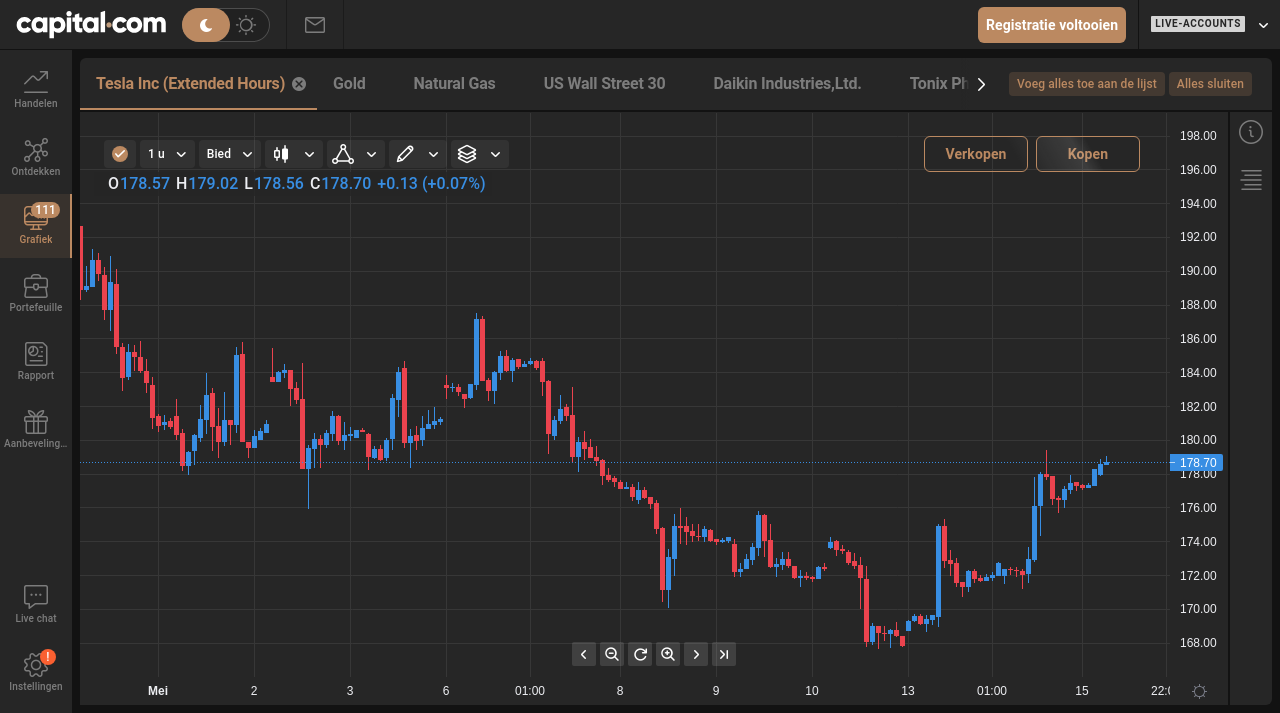 capital.com
Registratie voltooien
LIVE-ACCOUNTS
Handelen
Ontdekken
111
Grafiek
Portefeuille
Rapport
Aanbeveling...
Live chat
!
Instellingen
Tesla Inc (Extended Hours) Gold Natural Gas US Wall Street 30 Daikin Industries,Ltd. Tonix Ph
Voeg alles toe aan de lijst Alles sluiten
1 u Bied
Verkopen Kopen
O178.57 H179.02 L178.56 C178.70 +0.13 (+0.07%)
198.00
196.00
194.00
192.00
190.00
188.00
186.00
184.00
182.00
180.00
178.70
178.00
176.00
174.00
172.00
170.00
168.00
Mei 2 3 6 01:00 8 9 10 13 01:00 15 22:0